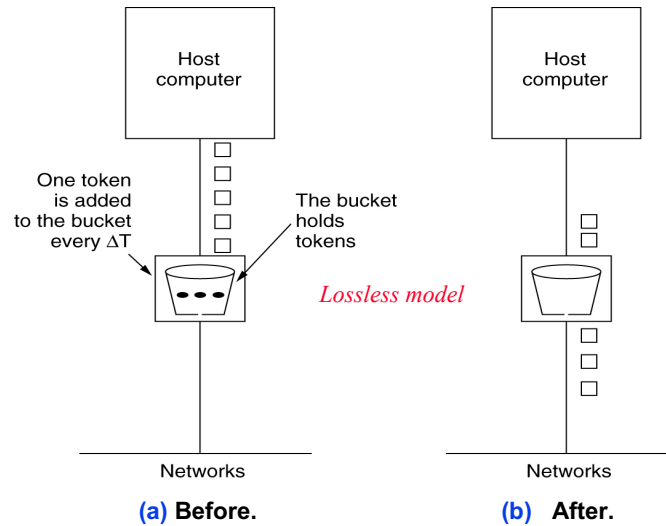 Host
computer
One token
is added
to the bucket
every ΔT
The bucket
holds
tokens
Networks
(a) Before.
Lossless model
Host
computer
Networks
(b) After.